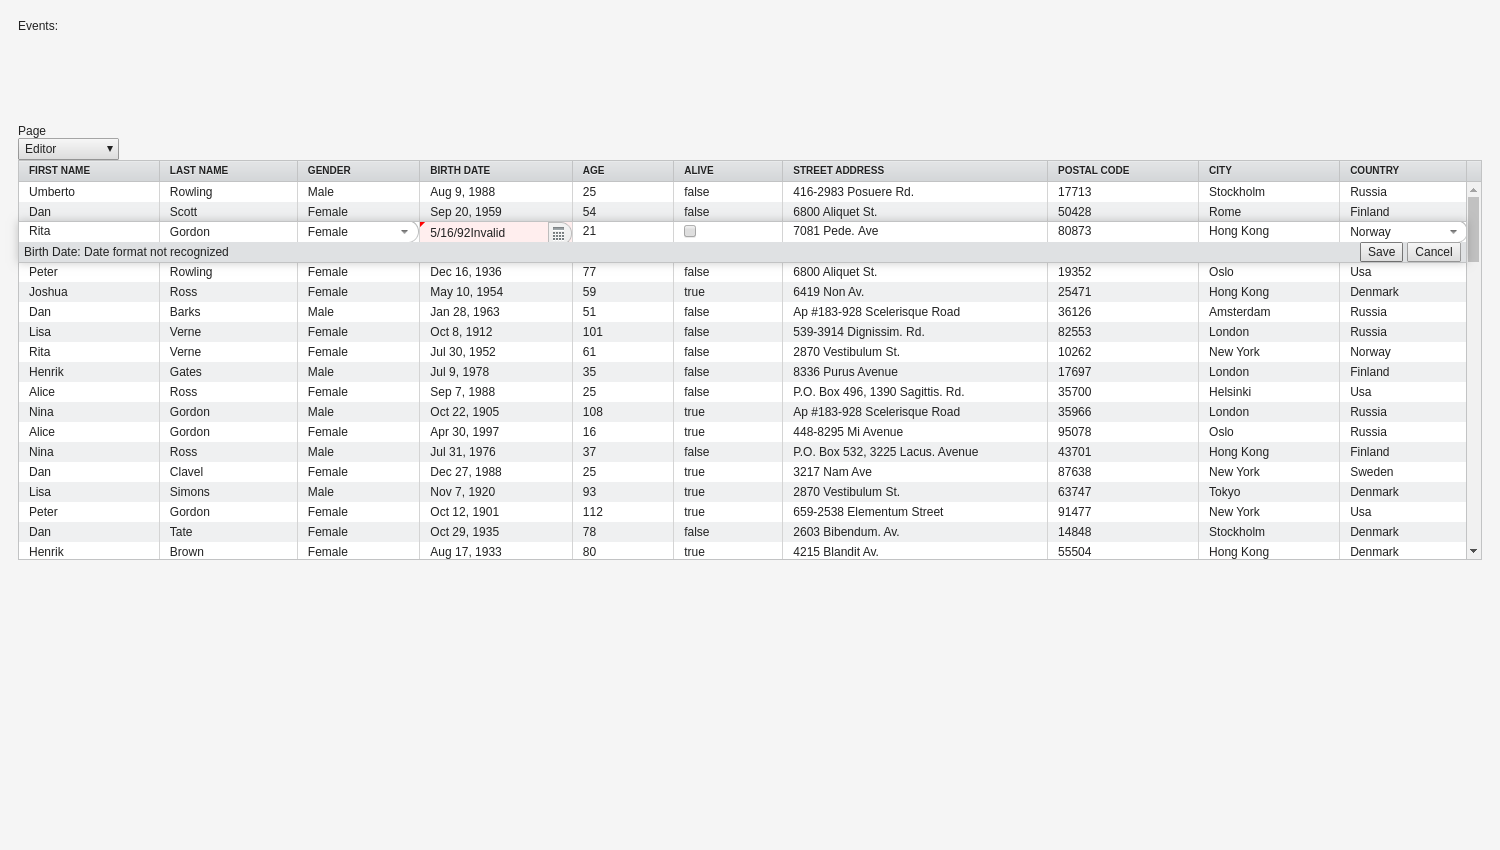 Events:
Page
Editor
FIRST NAME LAST NAME GENDER BIRTH DATE AGE ALIVE STREET ADDRESS POSTAL CODE CITY COUNTRY
Umberto Rowling Male Aug 9, 1988 25 false 416-2983 Posuere Rd. 17713 Stockholm Russia
Dan Scott Female Sep 20, 1959 54 false 6800 Aliquet St. 50428 Rome Finland
Rita Gordon Female 5/16/92Invalid 21 7081 Pede. Ave 80873 Hong Kong Norway
Birth Date: Date format not recognized Save Cancel
Peter Rowling Female Dec 16, 1936 77 false 6800 Aliquet St. 19352 Oslo Usa
Joshua Ross Female May 10, 1954 59 true 6419 Non Av. 25471 Hong Kong Denmark
Dan Barks Male Jan 28, 1963 51 false Ap #183-928 Scelerisque Road 36126 Amsterdam Russia
Lisa Verne Female Oct 8, 1912 101 false 539-3914 Dignissim. Rd. 82553 London Russia
Rita Verne Female Jul 30, 1952 61 false 2870 Vestibulum St. 10262 New York Norway
Henrik Gates Male Jul 9, 1978 35 false 8336 Purus Avenue 17697 London Finland
Alice Ross Female Sep 7, 1988 25 false P.O. Box 496, 1390 Sagittis. Rd. 35700 Helsinki Usa
Nina Gordon Male Oct 22, 1905 108 true Ap #183-928 Scelerisque Road 35966 London Russia
Alice Gordon Female Apr 30, 1997 16 true 448-8295 Mi Avenue 95078 Oslo Russia
Nina Ross Male Jul 31, 1976 37 false P.O. Box 532, 3225 Lacus. Avenue 43701 Hong Kong Finland
Dan Clavel Female Dec 27, 1988 25 true 3217 Nam Ave 87638 New York Sweden
Lisa Simons Male Nov 7, 1920 93 true 2870 Vestibulum St. 63747 Tokyo Denmark
Peter Gordon Female Oct 12, 1901 112 true 659-2538 Elementum Street 91477 New York Usa
Dan Tate Female Oct 29, 1935 78 false 2603 Bibendum. Av. 14848 Stockholm Denmark
Henrik Brown Female Aug 17, 1933 80 true 4215 Blandit Av. 55504 Hong Kong Denmark